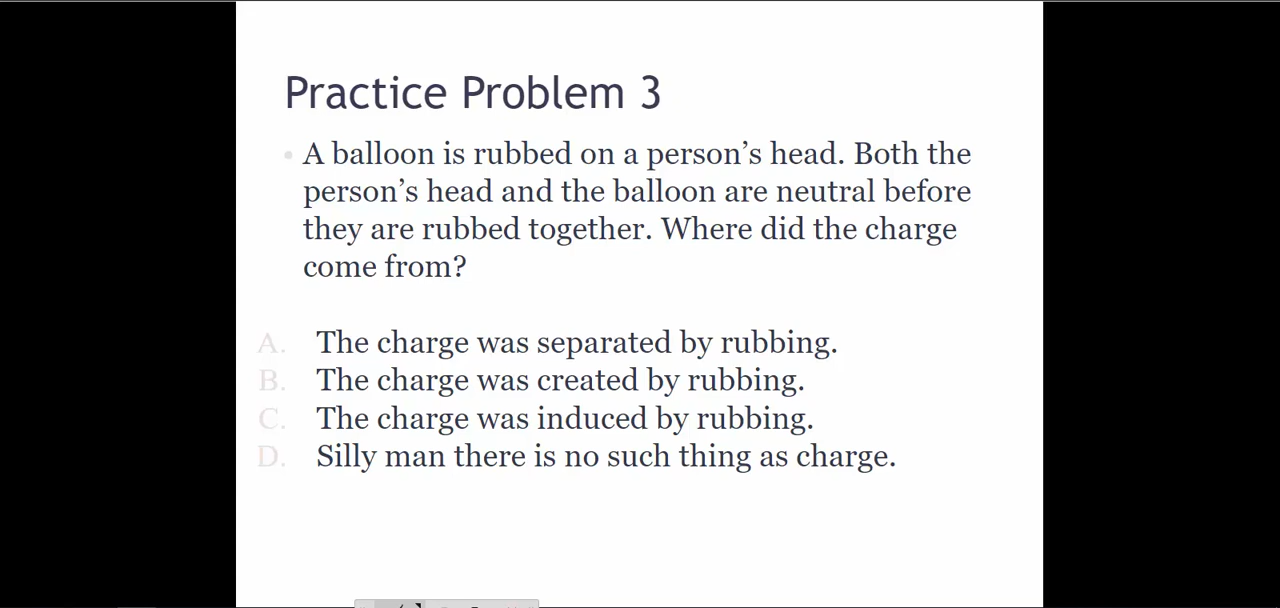 Practice Problem 3
• A balloon is rubbed on a person’s head. Both the
person’s head and the balloon are neutral before
they are rubbed together. Where did the charge
come from?
A. The charge was separated by rubbing.
B. The charge was created by rubbing.
C. The charge was induced by rubbing.
D. Silly man there is no such thing as charge.